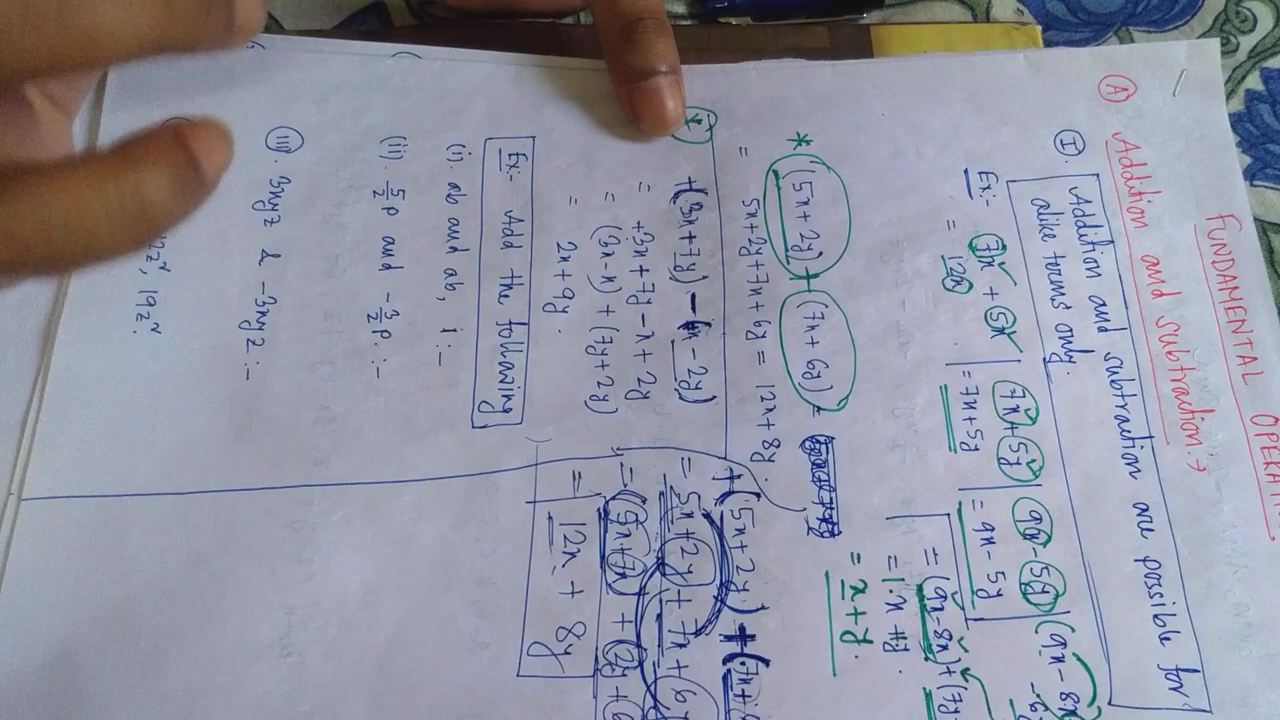 FUNDAMENTAL
Ⓐ Addition and subtraction :→
Ⓘ. Addition and subtraction are possible for
alike terms only.
Ex:- 7x + 5x | 7x + 5y | 9x - 5y | (9x - 8x
= 12x | = 7x + 5y | = 9x - 5y
= (9x - 8x) + (7y
= 1.x + y.
= x + y.
* (5x + 2y) + (7x + 6y) =
= 5x + 2y + 7x + 6y = 12x + 8y.
* +(3x + 7y) - (x - 2y)
= +3x + 7y - x + 2y
= (3x - x) + (7y + 2y)
= 2x + 9y.
+(5x + 2y) + (7x +
= 5x + 2y + 7x + 6y
= (5x + 7x) + (2y +
= 12x + 8y
Ex:- Add the following
(i). ab and ab, :-
(ii). 5/2 p and -3/2 p. :-
(iii). 3xyz & -3xyz :-